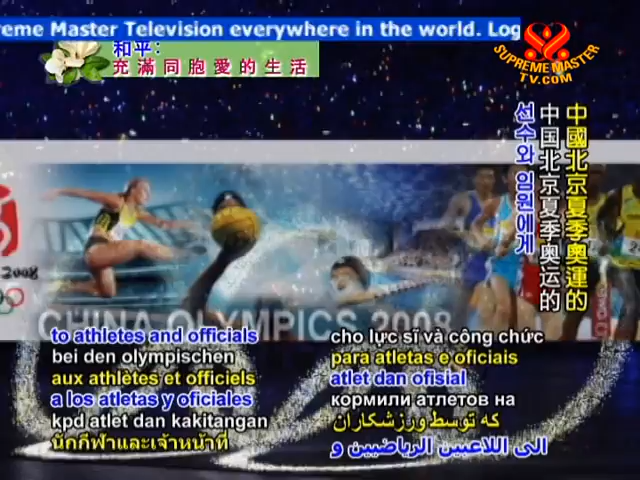 eme Master Television everywhere in the world. Log
和平:
充滿同胞愛的生活
SUPREME MASTER
TV.COM
中國北京夏季奧運的
中国北京夏季奥运的
선수와 임원에게
2008
CHINA OLYMPICS 2008
to athletes and officials
bei den olympischen
aux athlètes et officiels
a los atletas y oficiales
kpd atlet dan kakitangan
นักกีฬาและเจ้าหน้าที่
cho lực sĩ và công chức
para atletas e oficiais
atlet dan ofisial
кормили атлетов на
که توسط ورزشکاران
الى اللاعبين الرياضيين و